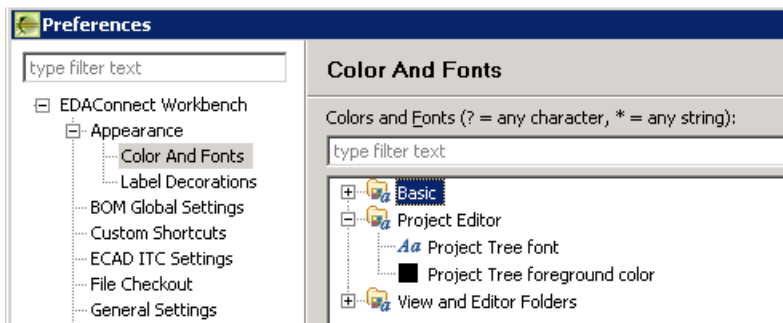 Preferences
type filter text
EDAConnect Workbench
Appearance
Color And Fonts
Label Decorations
BOM Global Settings
Custom Shortcuts
ECAD ITC Settings
File Checkout
General Settings
Color And Fonts
Colors and Fonts (? = any character, * = any string):
type filter text
a Basic
a Project Editor
Aa Project Tree font
Project Tree foreground color
a View and Editor Folders